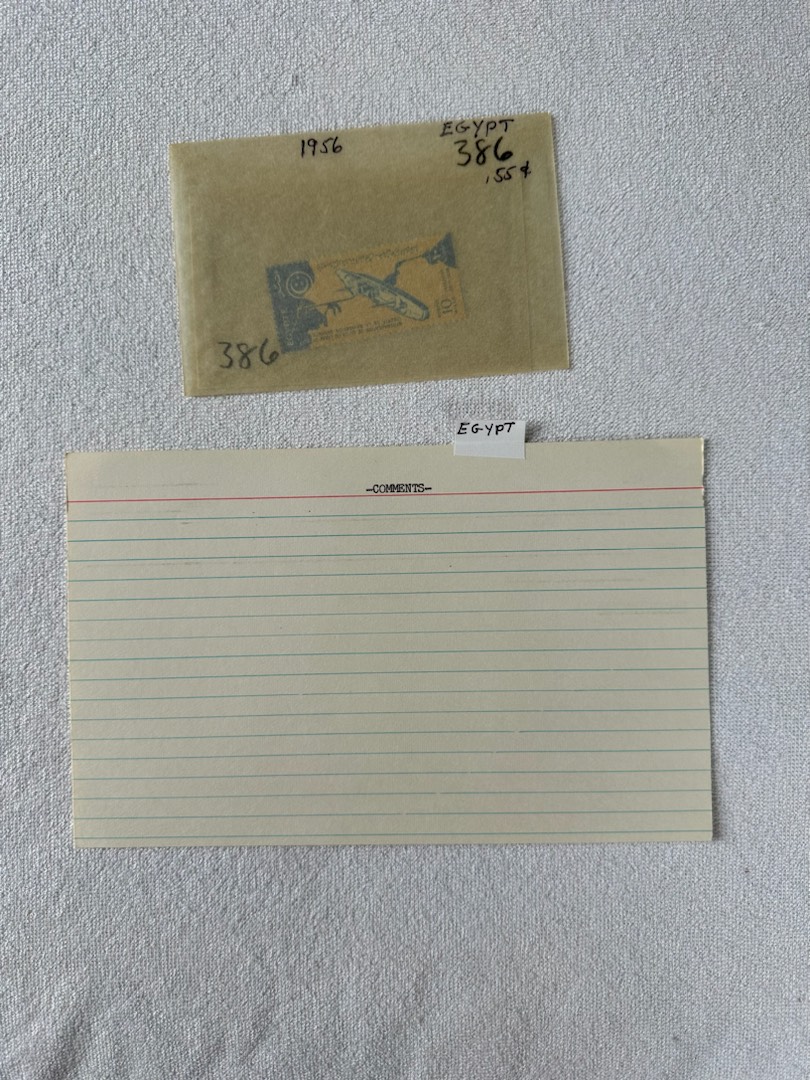 1956
EGYPT
386
.55¢
386
EGYPT
-COMMENTS-